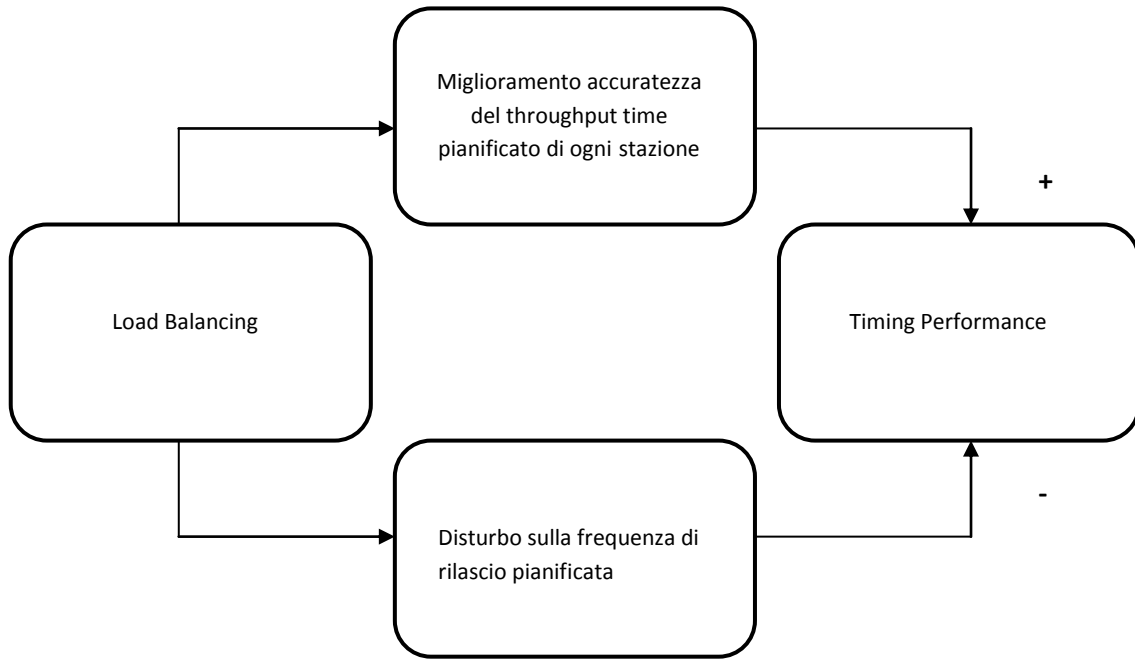 Miglioramento accuratezza
del throughput time
pianificato di ogni stazione
+
Load Balancing
Timing Performance
-
Disturbo sulla frequenza di
rilascio pianificata